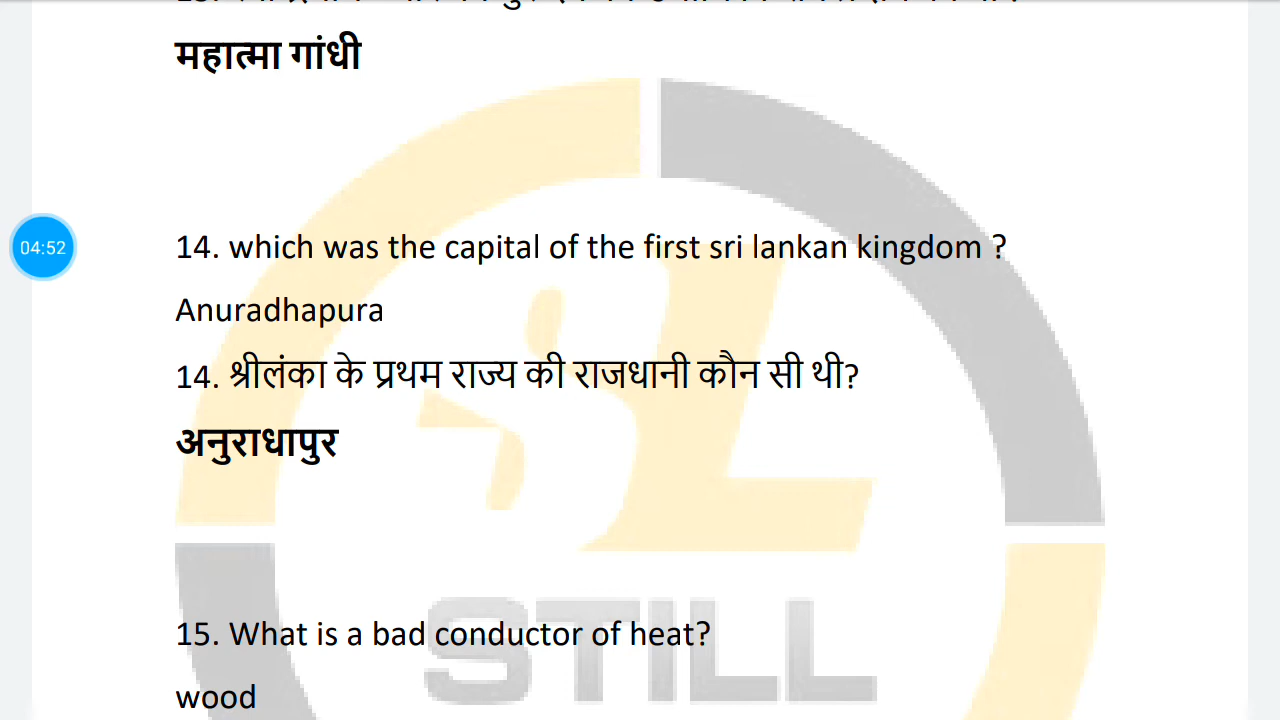 महात्मा गांधी
04:52
14. which was the capital of the first sri lankan kingdom ?
Anuradhapura
14. श्रीलंका के प्रथम राज्य की राजधानी कौन सी थी?
अनुराधापुर
15. What is a bad conductor of heat?
wood
SL
STILL